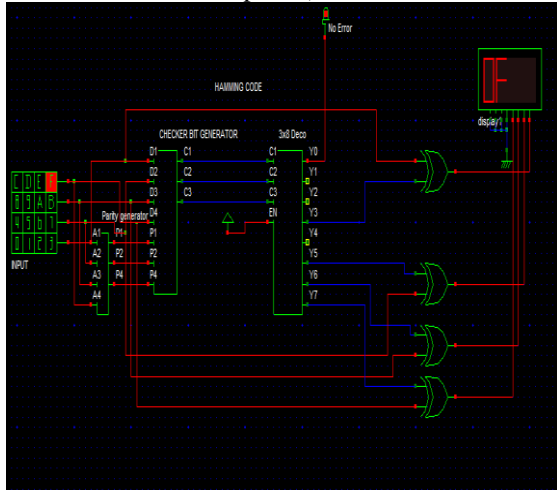 No Error
HAMMING CODE
0F
display?
CHECKER BIT GENERATOR 3x8 Deco
D1 C1 C1 Y0
D2 C2 C2 Y1
D3 C3 C3 Y2
D4 EN Y3
P1 Y4
P2 Y5
P4 Y6
Y7
C D E F
8 9 A B
4 5 6 7
0 1 2 3
INPUT
Parity generator
A1 P1
A2 P2
A3 P4
A4